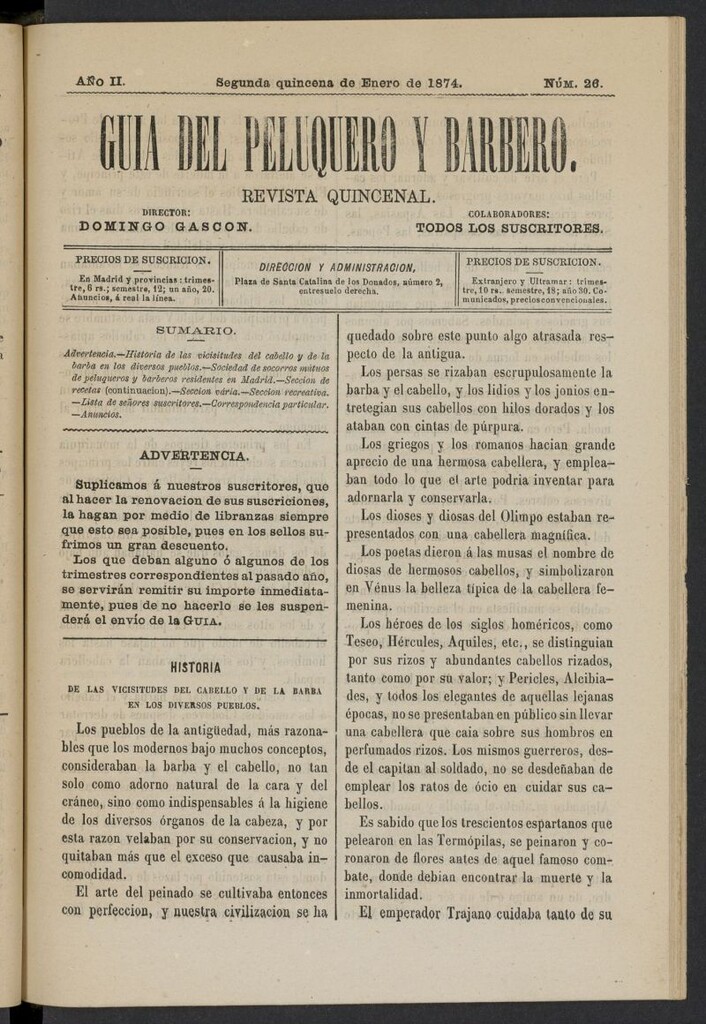 AÑO II.
Segunda quincena de Enero de 1874.
NÚM. 26.
GUIA DEL PELUQUERO Y BARBERO.
REVISTA QUINCENAL.
DIRECTOR:
DOMINGO GASCON.
COLABORADORES:
TODOS LOS SUSCRITORES.
PRECIOS DE SUSCRICION.
En Madrid y provincias: trimes-
tre, 6 rs.; semestre, 12; un año, 20.
Anuncios, á real la línea.
DIRECCION Y ADMINISTRACION,
Plaza de Santa Catalina de los Donados, número 2,
entresuelo derecha.
PRECIOS DE SUSCRICION.
Extranjero y Ultramar: trimes-
tre, 10 rs. semestre, 18; año 30. Co-
municados, precios convencionales.
SUMARIO.
Advertencia.—Historia de las vicisitudes del cabello y de la
barba en los diversos pueblos.—Sociedad de socorros mútuos
de peluqueros y barberos residentes en Madrid.—Seccion de
recetas (continuacion).—Seccion vária.—Seccion recreativa.
—Lista de señores suscritores.—Correspondencia particular.
—Anuncios.
ADVERTENCIA.
Suplicamos á nuestros suscritores, que
al hacer la renovacion de sus suscriciones,
la hagan por medio de libranzas siempre
que esto sea posible, pues en los sellos su-
frimos un gran descuento.
Los que deban alguno ó algunos de los
trimestres correspondientes al pasado año,
se servirán remitir su importe inmediata-
mente, pues de no hacerlo se les suspen-
derá el envío de la GUIA.
HISTORIA
DE LAS VICISITUDES DEL CABELLO Y DE LA BARBA
EN LOS DIVERSOS PUEBLOS.
Los pueblos de la antigüedad, más razona-
bles que los modernos bajo muchos conceptos,
consideraban la barba y el cabello, no tan
solo como adorno natural de la cara y del
cráneo, sino como indispensables á la higiene
de los diversos órganos de la cabeza, y por
esta razon velaban por su conservacion, y no
quitaban más que el exceso que causaba in-
comodidad.
El arte del peinado se cultivaba entonces
con perfeccion, y nuestra civilizacion se ha
quedado sobre este punto algo atrasada res-
pecto de la antigua.
Los persas se rizaban escrupulosamente la
barba y el cabello, y los lidios y los jonios en-
tretegian sus cabellos con hilos dorados y los
ataban con cintas de púrpura.
Los griegos y los romanos hacian grande
aprecio de una hermosa cabellera, y emplea-
ban todo lo que el arte podria inventar para
adornarla y conservarla.
Los dioses y diosas del Olimpo estaban re-
presentados con una cabellera magnífica.
Los poetas dieron á las musas el nombre de
diosas de hermosos cabellos, y simbolizaron
en Vénus la belleza típica de la cabellera fe-
menina.
Los héroes de los siglos homéricos, como
Teseo, Hércules, Aquiles, etc., se distinguian
por sus rizos y abundantes cabellos rizados,
tanto como por su valor; y Pericles, Alcibia-
des, y todos los elegantes de aquellas lejanas
épocas, no se presentaban en público sin llevar
una cabellera que caia sobre sus hombros en
perfumados rizos. Los mismos guerreros, des-
de el capitan al soldado, no se desdeñaban de
emplear los ratos de ócio en cuidar sus ca-
bellos.
Es sabido que los trescientos espartanos que
pelearon en las Termópilas, se peinaron y co-
ronaron de flores antes de aquel famoso com-
bate, donde debian encontrar la muerte y la
inmortalidad.
El emperador Trajano cuidaba tanto de su